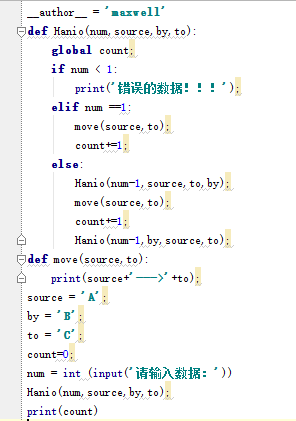 __author__ = 'maxwell'
def Hanio(num,source,by,to):
    global count;
    if num < 1:
        print('错误的数据！！！');
    elif num ==1:
        move(source,to);
        count+=1;
    else:
        Hanio(num-1,source,to,by);
        move(source,to);
        count+=1;
        Hanio(num-1,by,source,to);
def move(source,to):
    print(source+'--->'+to);
source = 'A';
by = 'B';
to = 'C';
count=0;
num = int (input('请输入数据：'))
Hanio(num,source,by,to);
print(count)